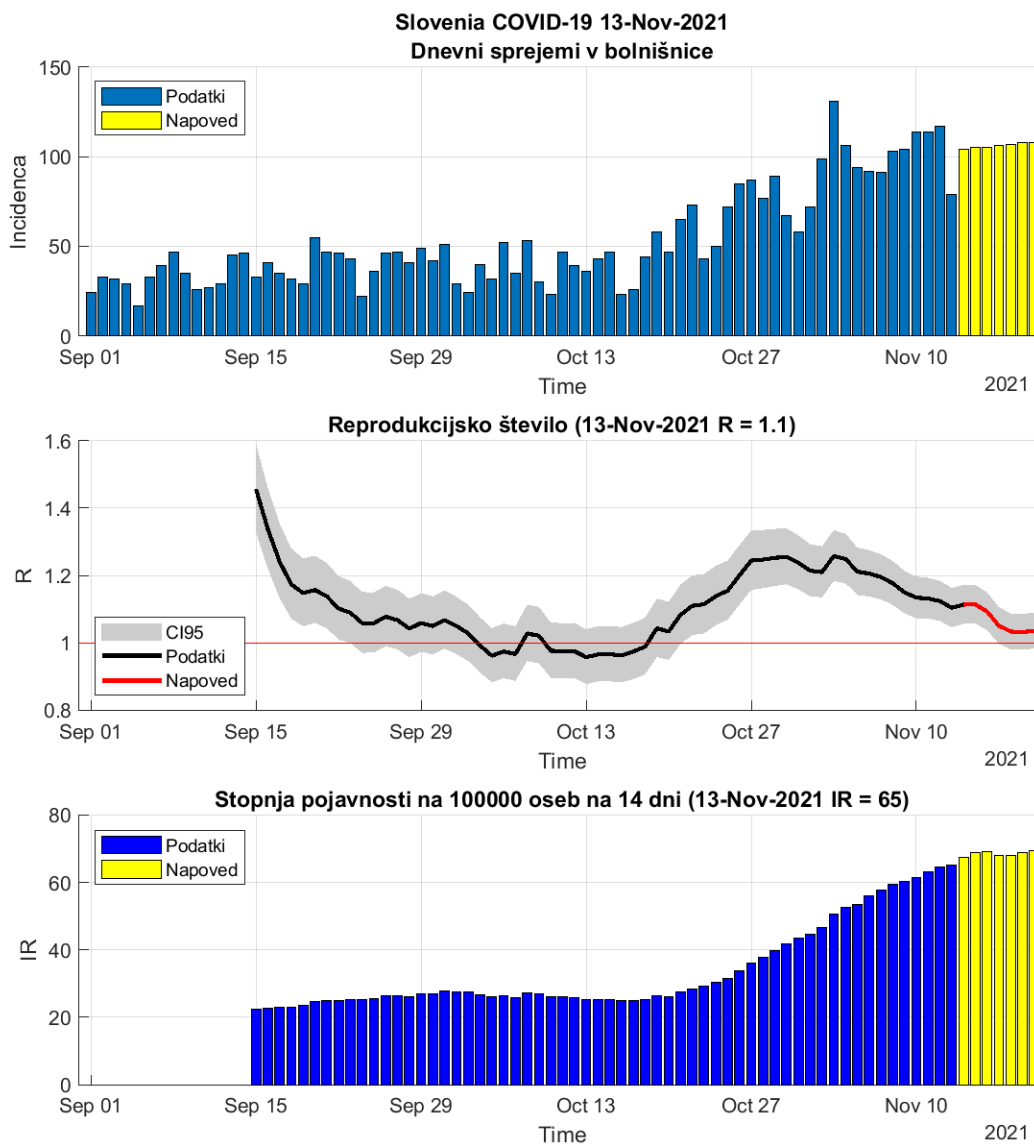 Slovenia COVID-19 13-Nov-2021
Dnevni sprejemi v bolnišnice
150
100
50
0
Incidenca
Podatki
Napoved
Sep 01 Sep 15 Sep 29 Oct 13 Oct 27 Nov 10
Time
2021
Reprodukcijsko število (13-Nov-2021 R = 1.1)
1.6
1.4
1.2
1
0.8
R
CI95
Podatki
Napoved
Sep 01 Sep 15 Sep 29 Oct 13 Oct 27 Nov 10
Time
2021
Stopnja pojavnosti na 100000 oseb na 14 dni (13-Nov-2021 IR = 65)
80
60
40
20
0
IR
Podatki
Napoved
Sep 01 Sep 15 Sep 29 Oct 13 Oct 27 Nov 10
Time
2021